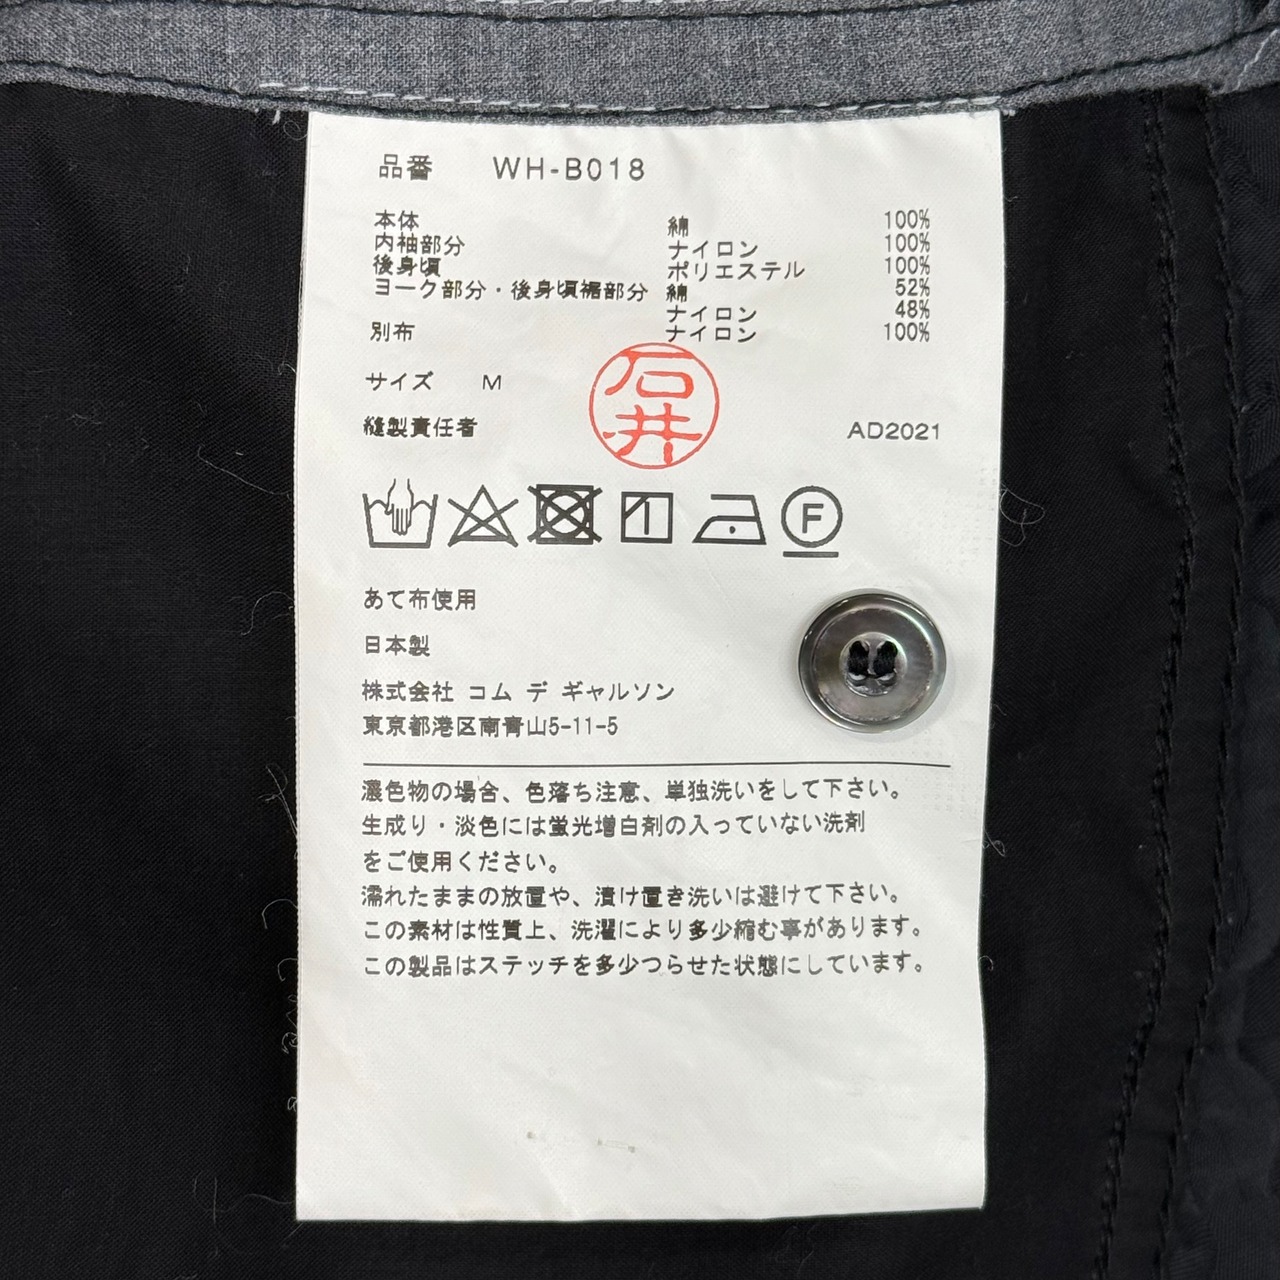 品番 WH-B018
本体 綿 100%
内袖部分 ナイロン 100%
後身頃 ポリエステル 100%
ヨーク部分・後身頃裾部分 綿 52%
ナイロン 48%
別布 ナイロン 100%
サイズ M
石井
縫製責任者 AD2021
F
あて布使用
日本製
株式会社 コム デ ギャルソン
東京都港区南青山5-11-5
濃色物の場合、色落ち注意、単独洗いをして下さい。
生成り・淡色には蛍光増白剤の入っていない洗剤
をご使用ください。
濡れたままの放置や、漬け置き洗いは避けて下さい。
この素材は性質上、洗濯により多少縮む事があります。
この製品はステッチを多少つらせた状態にしています。